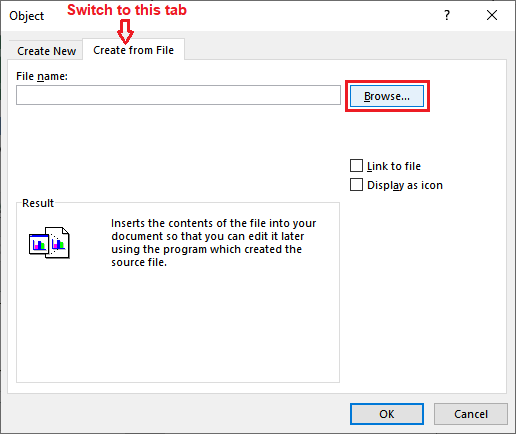 Object
Switch to this tab
?
Create New
Create from File
File name:
Browse...
Link to file
Display as icon
Result
Inserts the contents of the file into your
document so that you can edit it later
using the program which created the
source file.
OK
Cancel